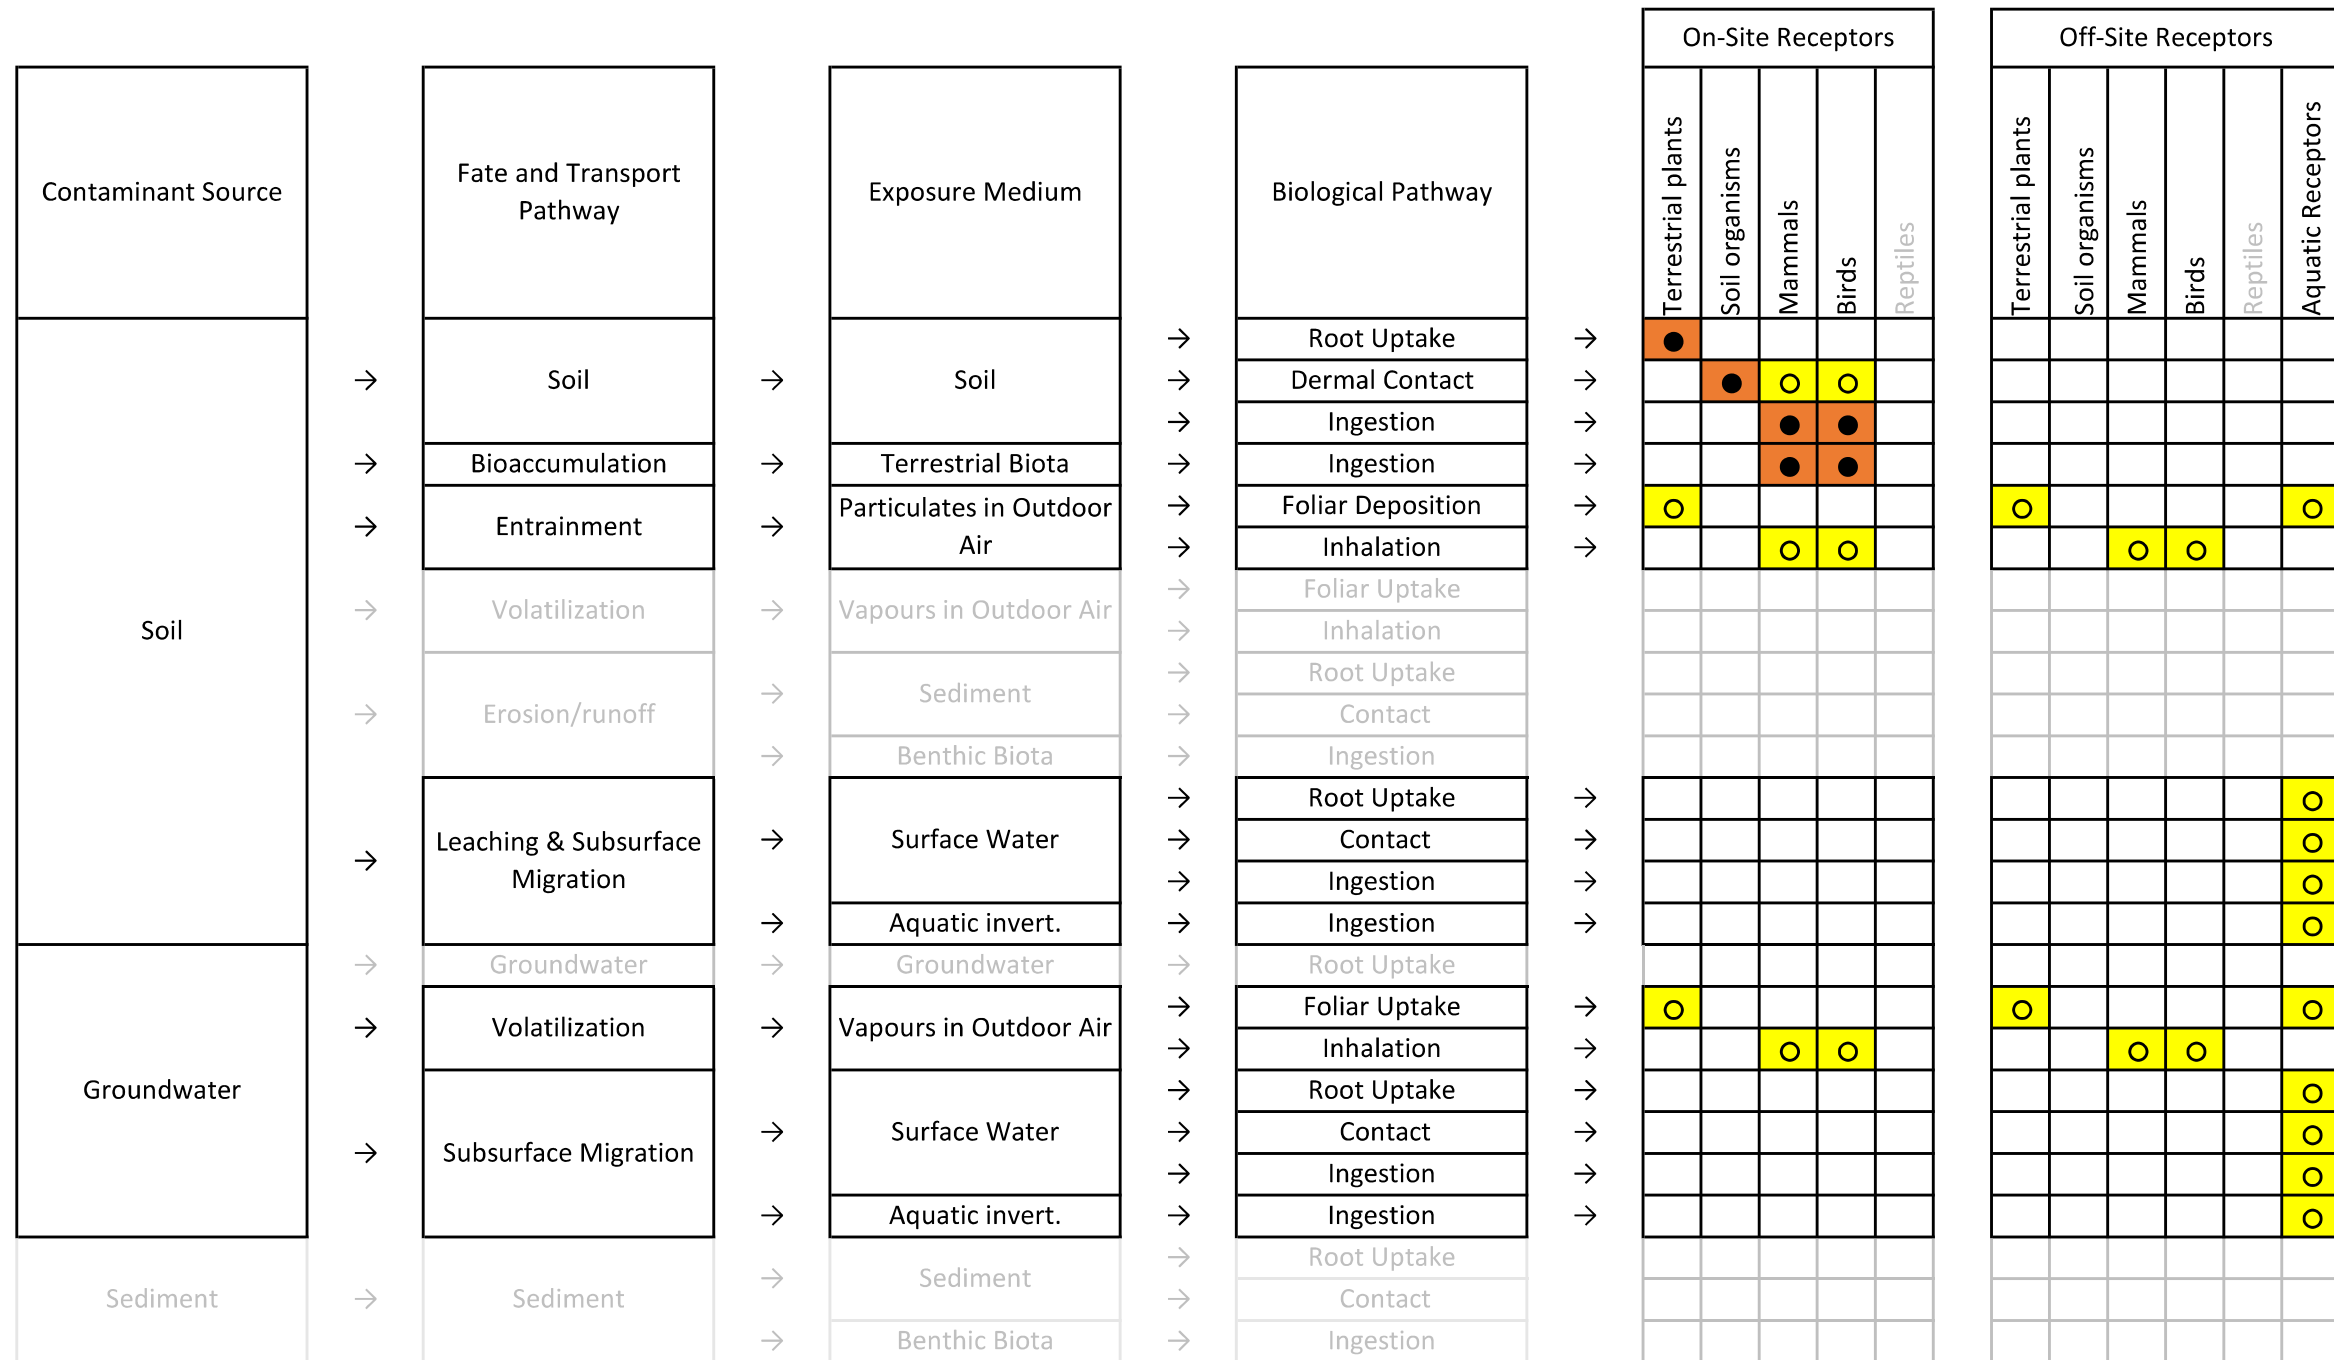 On-Site Receptors
Off-Site Receptors
Contaminant Source
Fate and Transport
Pathway
Exposure Medium
Biological Pathway
Terrestrial plants
Soil organisms
Mammals
Birds
Reptiles
Terrestrial plants
Soil organisms
Mammals
Birds
Reptiles
Aquatic Receptors
Soil
→
Soil
→
Soil
→
Root Uptake
→
→
Dermal Contact
→
→
Ingestion
→
→
Bioaccumulation
→
Terrestrial Biota
→
Ingestion
→
→
Entrainment
→
Particulates in Outdoor
Air
→
Foliar Deposition
→
→
Inhalation
→
→
Volatilization
→
Vapours in Outdoor Air
→
Foliar Uptake
→
Inhalation
→
Erosion/runoff
→
Sediment
→
Root Uptake
→
Contact
→
Benthic Biota
→
Ingestion
→
Leaching & Subsurface
Migration
→
Surface Water
→
Root Uptake
→
→
Contact
→
→
Ingestion
→
→
Aquatic invert.
→
Ingestion
→
Groundwater
→
Groundwater
→
Groundwater
→
Root Uptake
→
Volatilization
→
Vapours in Outdoor Air
→
Foliar Uptake
→
→
Inhalation
→
→
Subsurface Migration
→
Surface Water
→
Root Uptake
→
→
Contact
→
→
Ingestion
→
→
Aquatic invert.
→
Ingestion
→
Sediment
→
Sediment
→
Sediment
→
Root Uptake
→
Contact
→
Benthic Biota
→
Ingestion